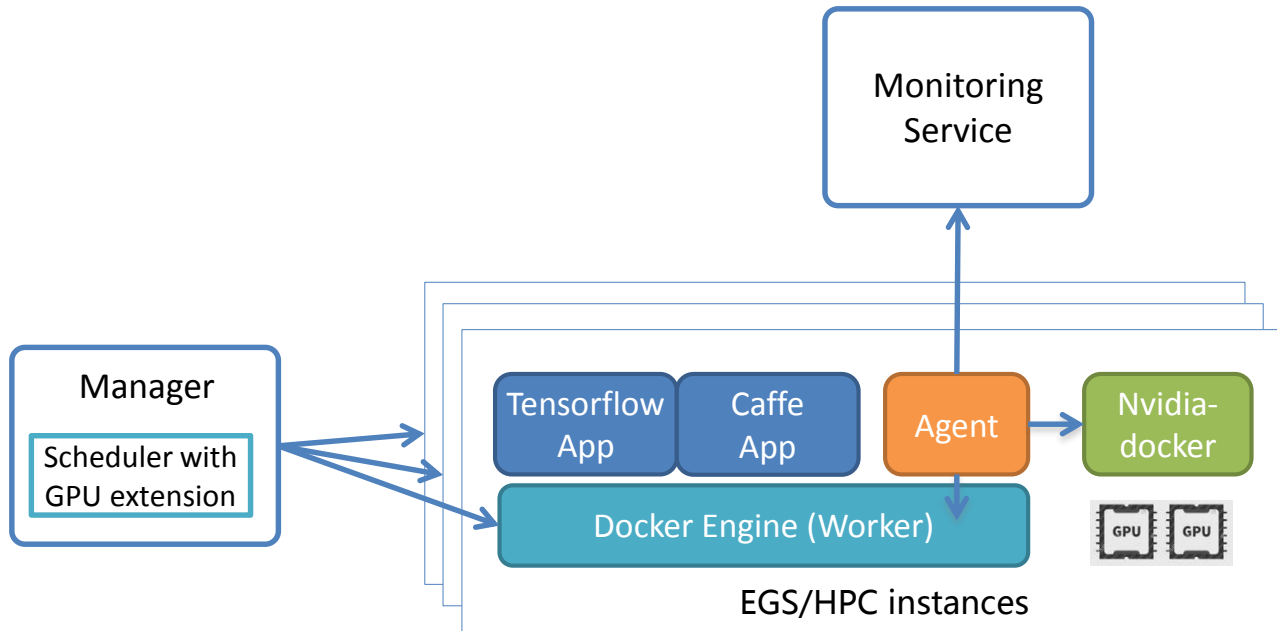 Monitoring
Service
Manager
Scheduler with
GPU extension
Tensorflow
App
Caffe
App
Agent
Nvidia-
docker
Docker Engine (Worker)
GPU
GPU
EGS/HPC instances